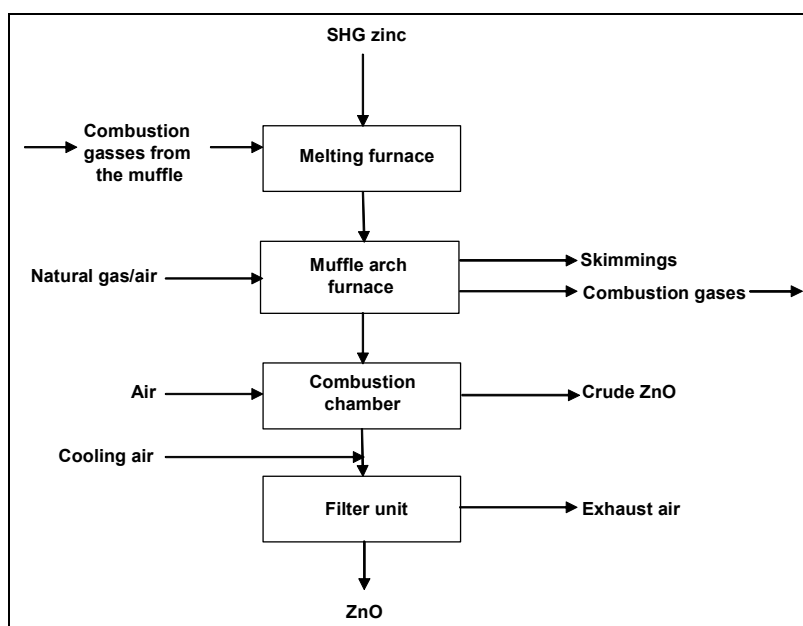 SHG zinc
Combustion
gasses from
the muffle
Melting furnace
Natural gas/air
Muffle arch
furnace
Skimmings
Combustion gases
Air
Combustion
chamber
Crude ZnO
Cooling air
Filter unit
Exhaust air
ZnO